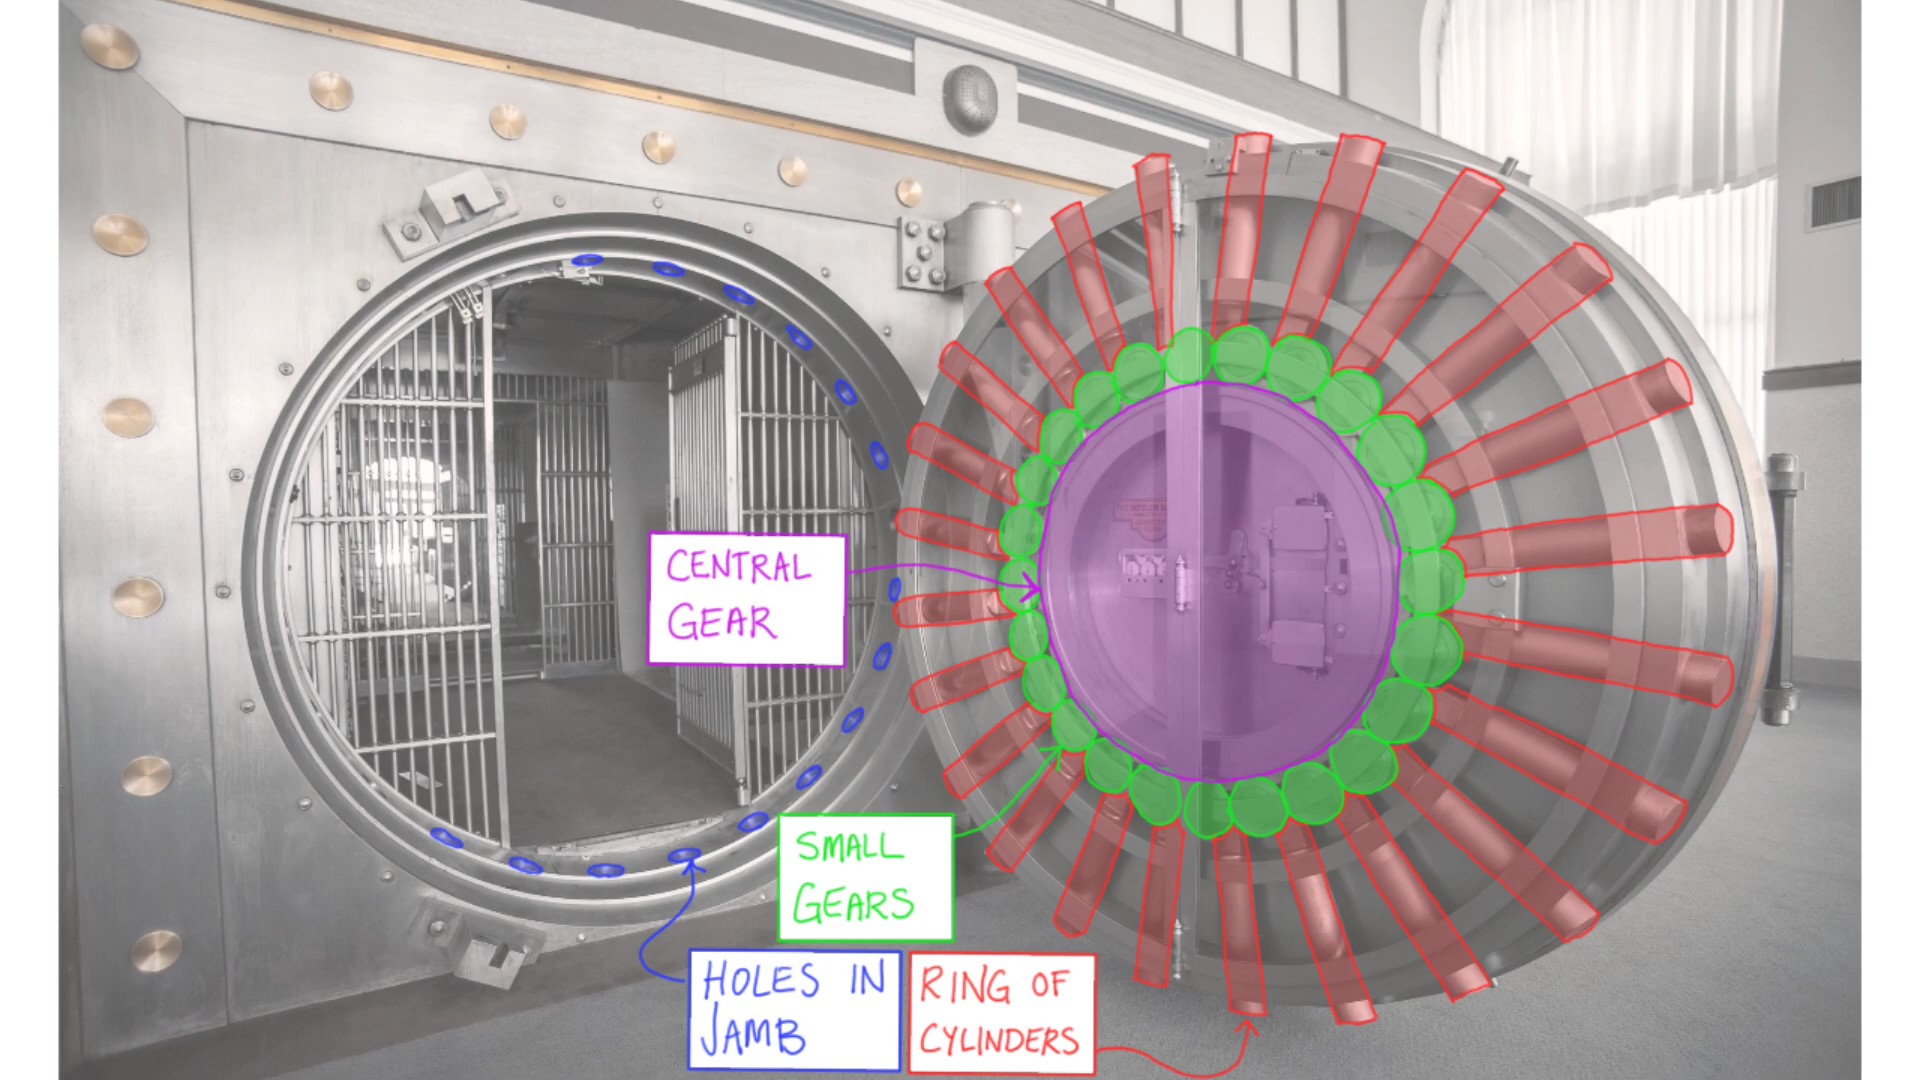 CENTRAL
GEAR
SMALL
GEARS
HOLES IN
JAMB
RING OF
CYLINDERS